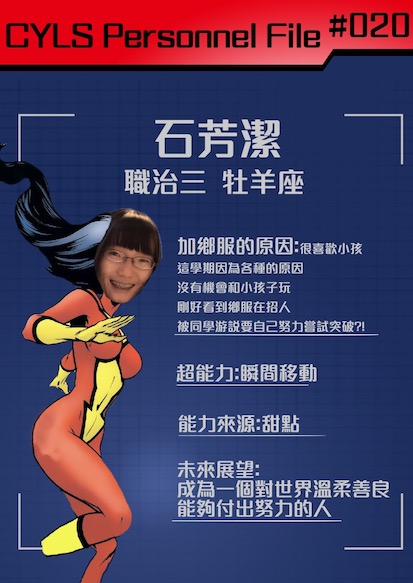 CYLS Personnel File #020
石芳潔
職治三 牡羊座
加鄉服的原因:很喜歡小孩
這學期因為各種的原因
沒有機會和小孩子玩
剛好看到鄉服在招人
被同學游説要自己努力嘗試突破?!
超能力:瞬間移動
能力來源:甜點
未來展望:
成為一個對世界溫柔善良
能夠付出努力的人